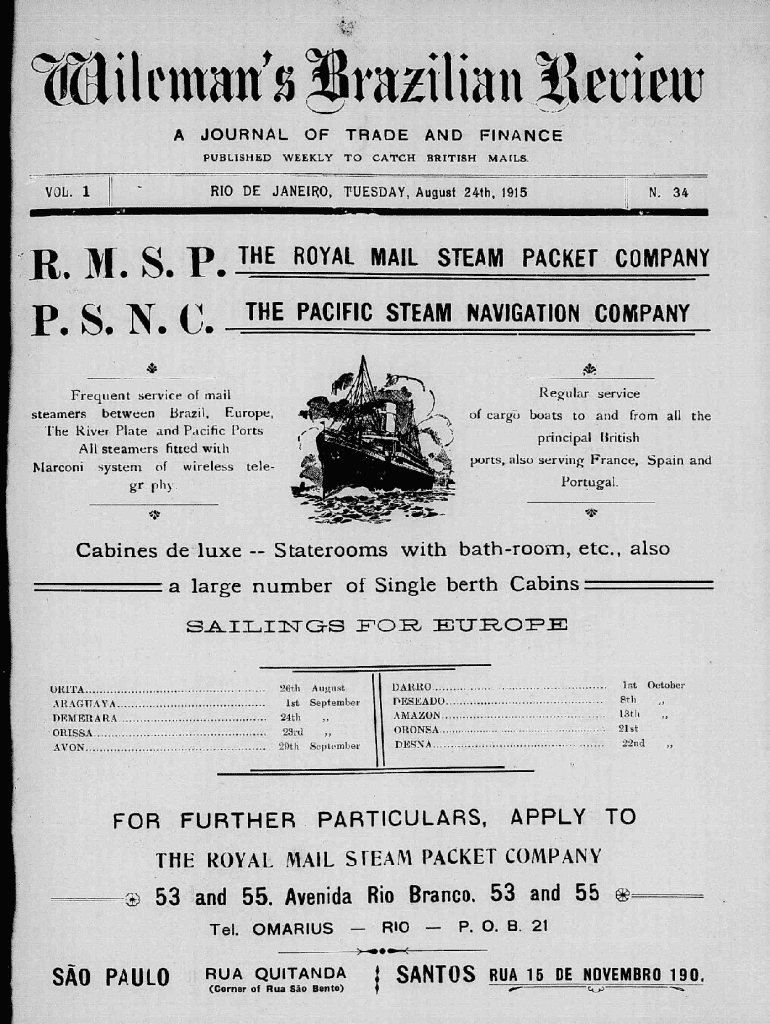 Wileman's Brazilian Review
A JOURNAL OF TRADE AND FINANCE
PUBLISHED WEEKLY TO CATCH BRITISH MAILS.
VOL. 1 RIO DE JANEIRO, TUESDAY, August 24th, 1915 N. 34
R. M. S. P. THE ROYAL MAIL STEAM PACKET COMPANY
P. S. N. C. THE PACIFIC STEAM NAVIGATION COMPANY
Frequent service of mail
steamers between Brazil, Europe,
The River Plate and Pacific Ports
All steamers fitted with
Marconi system of wireless tele-
gr phy
Regular service
of cargo boats to and from all the
principal British
ports, also serving France, Spain and
Portugal.
Cabines de luxe -- Staterooms with bath-room, etc., also
a large number of Single berth Cabins
SAILINGS FOR EUROPE
ORITA 26th August
ARAGUAYA 1st September
DEMERARA 24th ,,
ORISSA 23rd ,,
AVON 29th September
DARRO 1st October
DESEADO 8th ,,
AMAZON 13th ,,
ORONSA 21st
DESNA 22nd ,,
FOR FURTHER PARTICULARS, APPLY TO
THE ROYAL MAIL STEAM PACKET COMPANY
53 and 55. Avenida Rio Branco. 53 and 55
Tel. OMARIUS — RIO — P. O. B. 21
SÃO PAULO RUA QUITANDA
(Corner of Rua São Bento)
SANTOS RUA 15 DE NOVEMBRO 190.